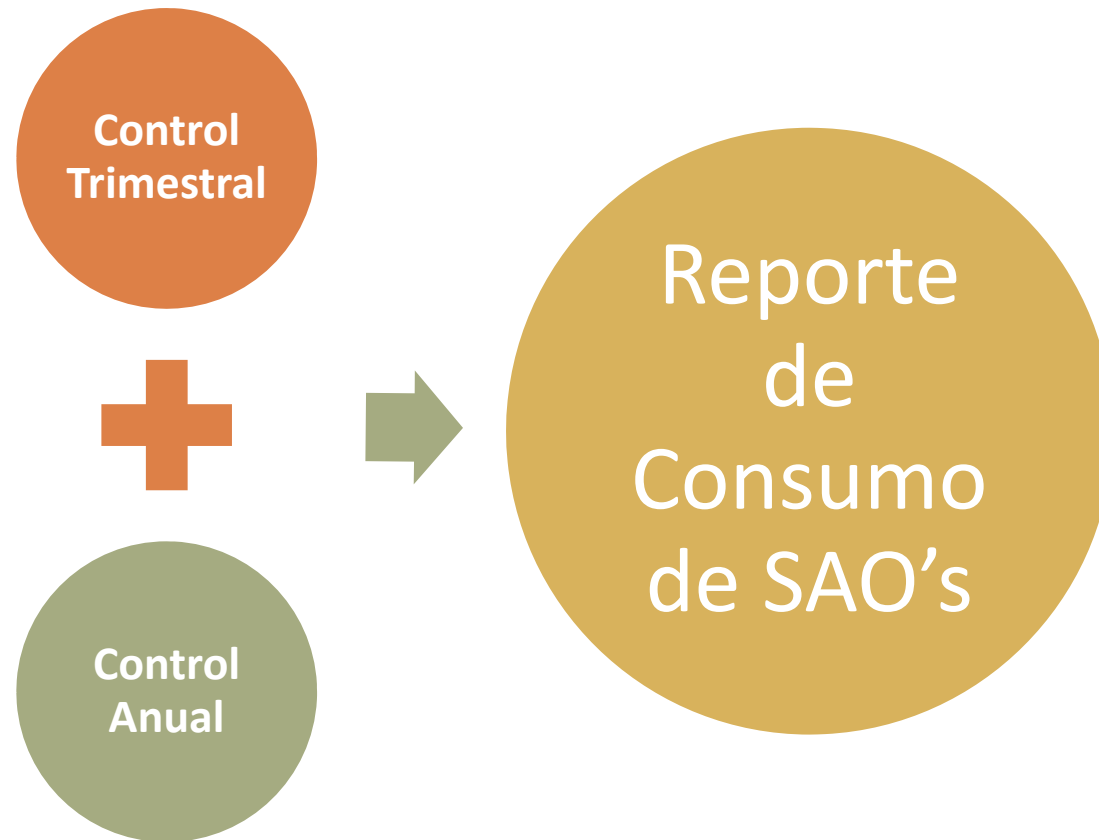 Control
Trimestral
Control
Anual
Reporte
de
Consumo
de SAO’s